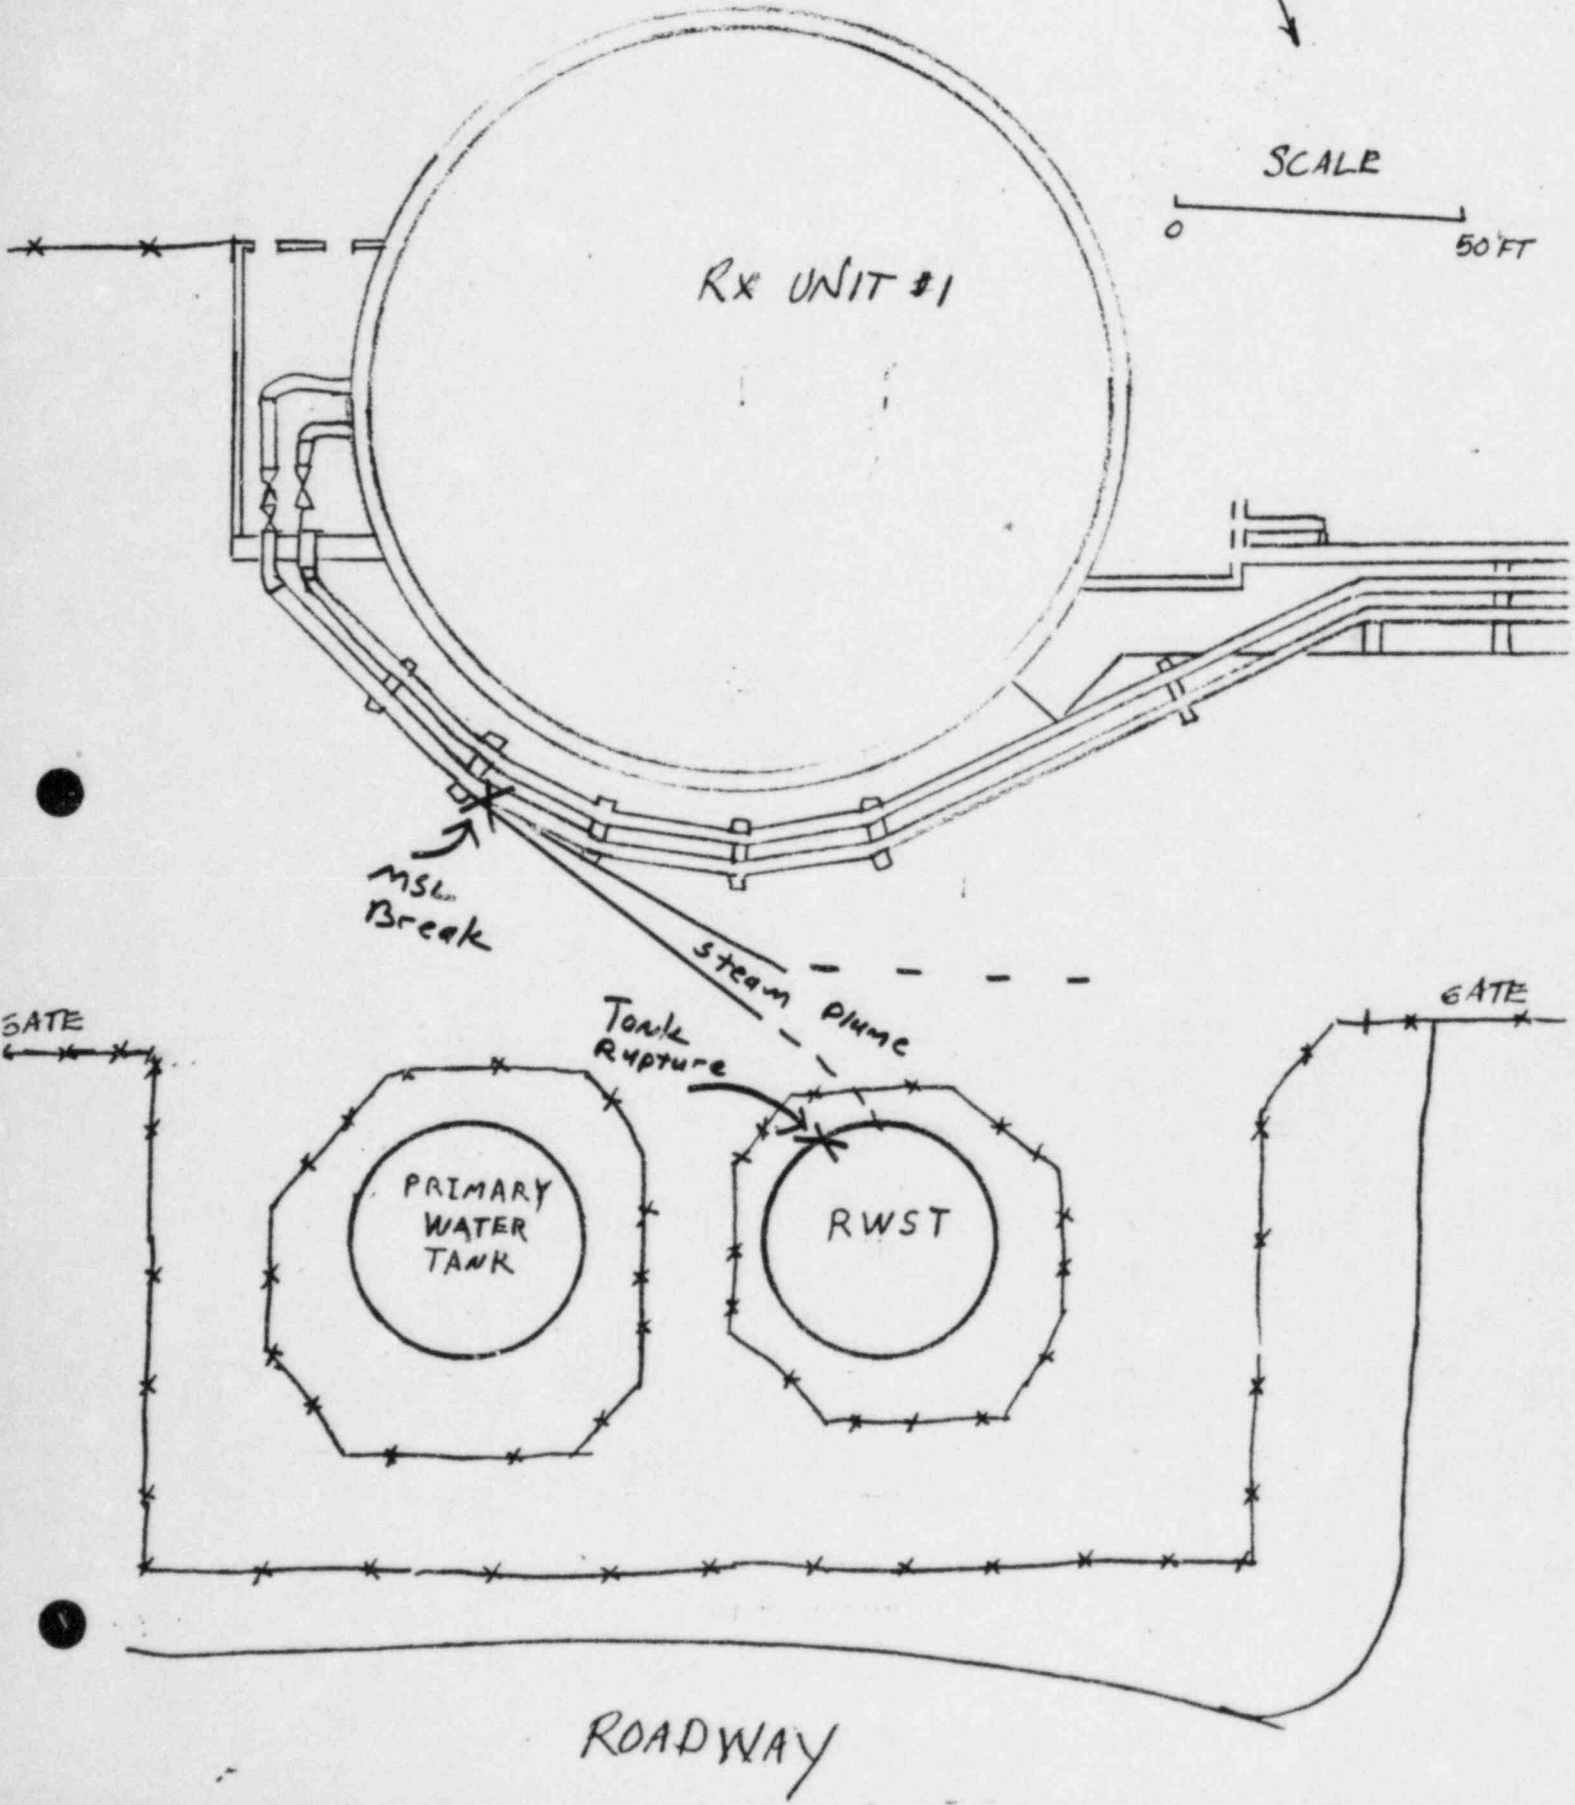 SCALE
0
50 FT
RX UNIT #1
MSL
Break
steam plume
Tank
Rupture
GATE
GATE
PRIMARY
WATER
TANK
RWST
ROADWAY